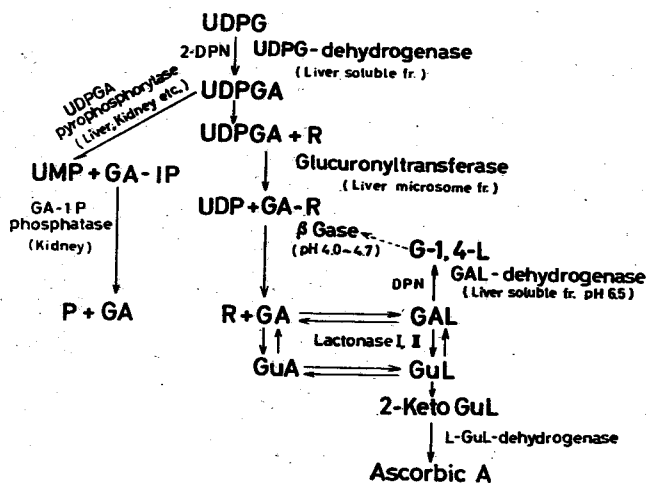 UDPG
2-DPN UDPG-dehydrogenase
(Liver soluble fr.)
UDPGA
UDPGA
pyrophosphorylase
(Liver, Kidney etc.)
UDPGA + R
Glucuronyltransferase
(Liver microsome fr.)
UMP + GA-1P
UDP + GA-R
GA-1P
phosphatase
(Kidney)
β Gase
(pH 4.0~4.7)
G-1,4-L
DPN
GAL-dehydrogenase
(Liver soluble fr. pH 6.5)
P + GA
R + GA
GAL
Lactonase I, II
GuA
GuL
2-Keto GuL
L-GuL-dehydrogenase
Ascorbic A